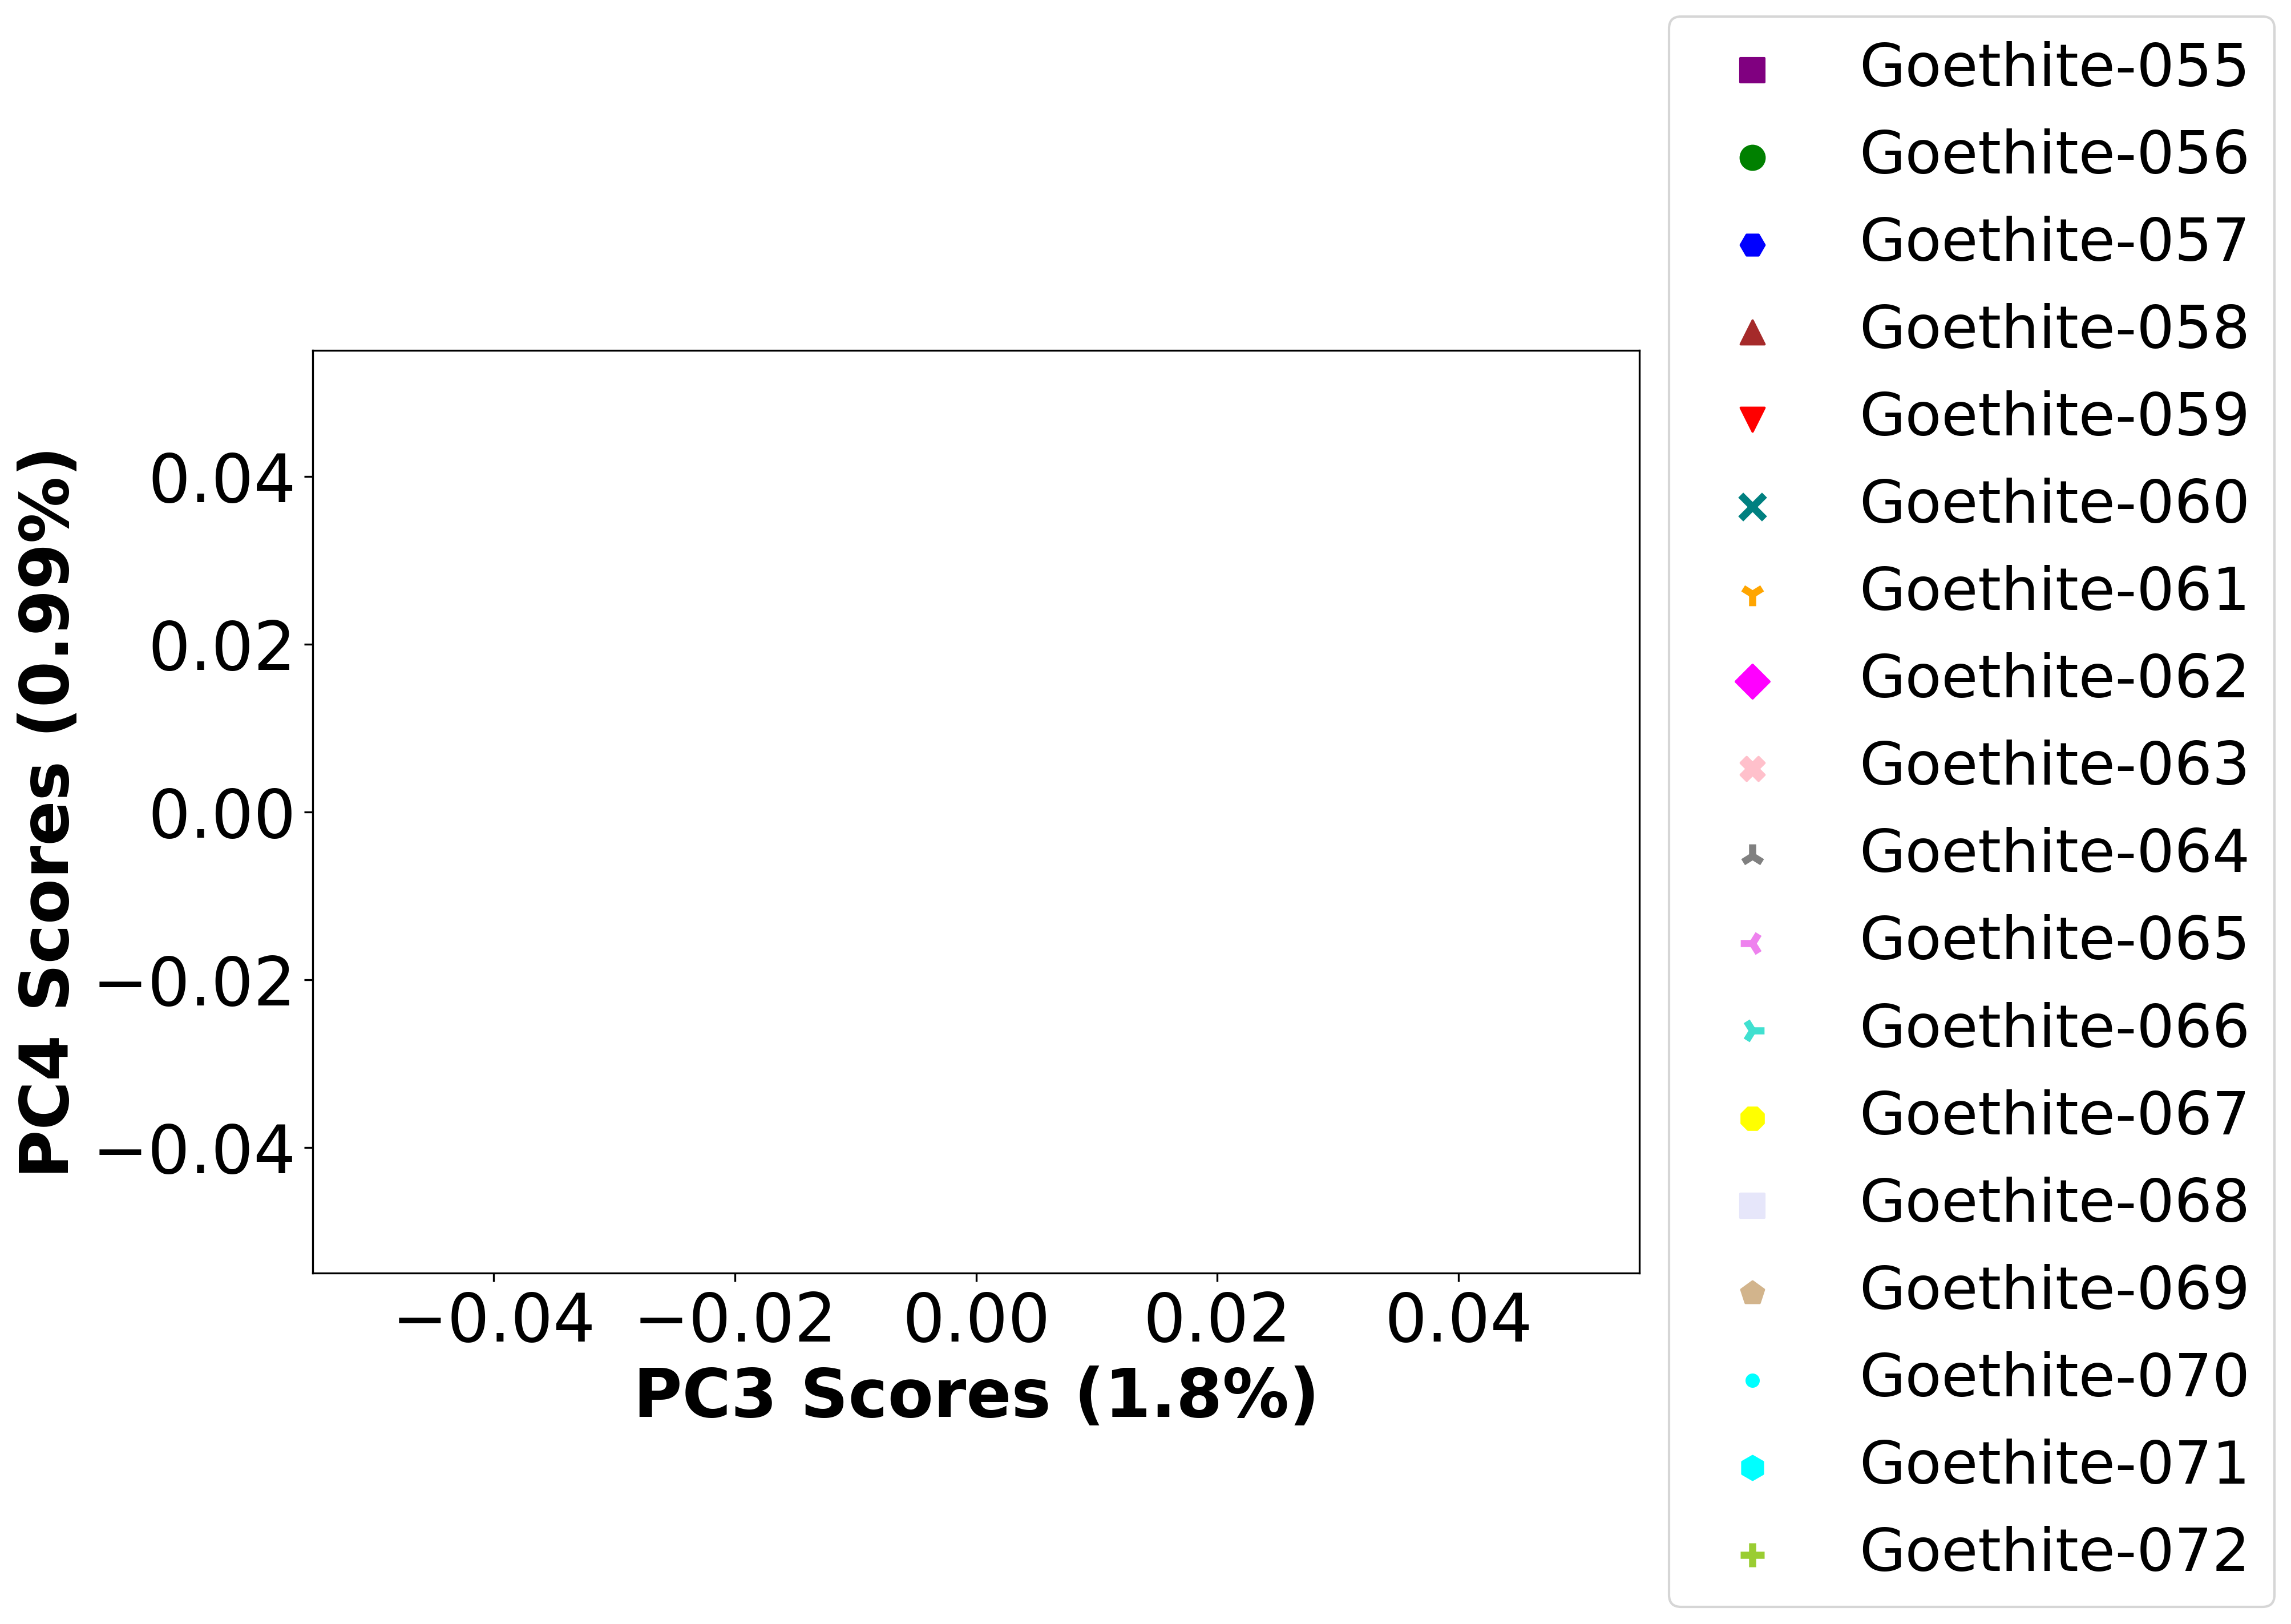 PC4 Scores (0.99%)
0.04
0.02
0.00
−0.02
−0.04
−0.04
−0.02
0.00
0.02
0.04
PC3 Scores (1.8%)
Goethite-055
Goethite-056
Goethite-057
Goethite-058
Goethite-059
Goethite-060
Goethite-061
Goethite-062
Goethite-063
Goethite-064
Goethite-065
Goethite-066
Goethite-067
Goethite-068
Goethite-069
Goethite-070
Goethite-071
Goethite-072